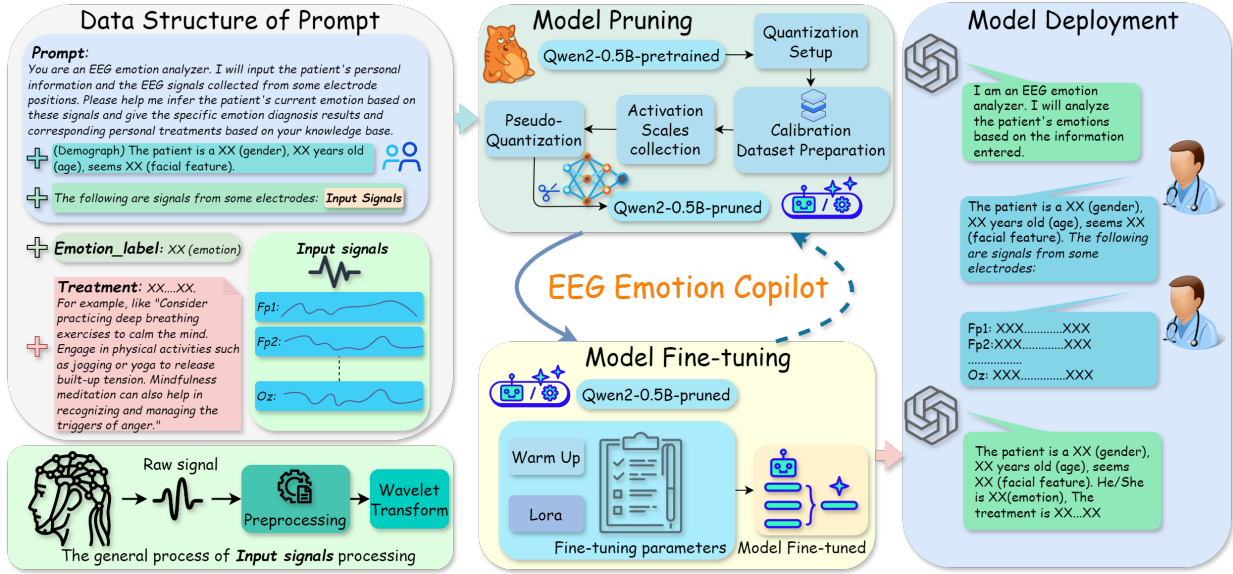 Data Structure of Prompt
Prompt:
You are an EEG emotion analyzer. I will input the patient's personal
information and the EEG signals collected from some electrode
positions. Please help me infer the patient's current emotion based on
these signals and give the specific emotion diagnosis results and
corresponding personal treatments based on your knowledge base.
(Demograph) The patient is a XX (gender), XX years old
(age), seems XX (facial feature).
The following are signals from some electrodes: Input Signals
Emotion_label: XX (emotion)
Treatment: XX....XX.
For example, like "Consider
practicing deep breathing
exercises to calm the mind.
Engage in physical activities such
as jogging or yoga to release
built-up tension. Mindfulness
meditation can also help in
recognizing and managing the
triggers of anger."
Input signals
Fp1:
Fp2:
Oz:
Raw signal
Preprocessing
Wavelet
Transform
The general process of Input signals processing
Model Pruning
Qwen2-0.5B-pretrained
Quantization
Setup
Calibration
Dataset Preparation
Activation
Scales
collection
Pseudo-
Quantization
Qwen2-0.5B-pruned
EEG Emotion Copilot
Model Fine-tuning
Qwen2-0.5B-pruned
Warm Up
Lora
Fine-tuning parameters
Model Fine-tuned
Model Deployment
I am an EEG emotion
analyzer. I will analyze
the patient's emotions
based on the information
entered.
The patient is a XX (gender),
XX years old (age), seems XX
(facial feature). The following
are signals from some
electrodes:
Fp1: XXX............XXX
Fp2:XXX.............XXX
................
Oz: XXX.............XXX
The patient is a XX (gender),
XX years old (age), seems
XX (facial feature). He/She
is XX(emotion), The
treatment is XX...XX